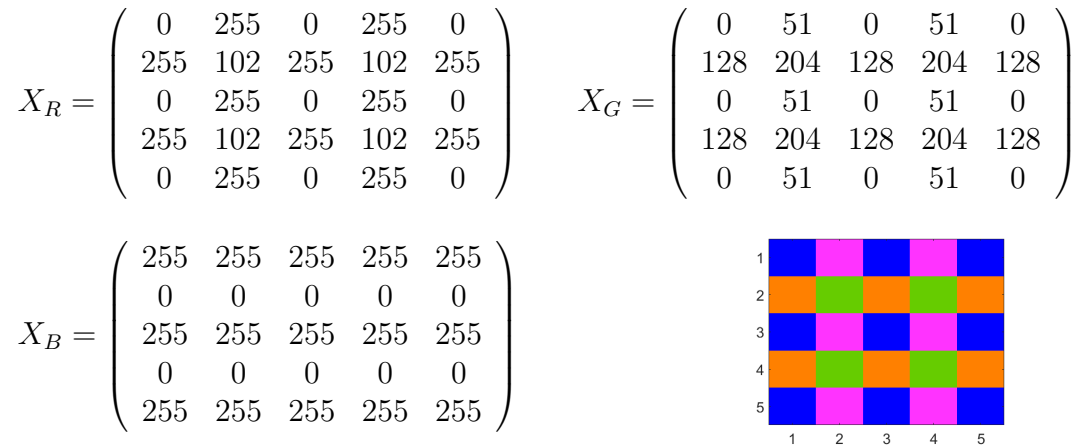 X_R = ( 0 255 0 255 0
255 102 255 102 255
0 255 0 255 0
255 102 255 102 255
0 255 0 255 0 )
X_G = ( 0 51 0 51 0
128 204 128 204 128
0 51 0 51 0
128 204 128 204 128
0 51 0 51 0 )
X_B = ( 255 255 255 255 255
0 0 0 0 0
255 255 255 255 255
0 0 0 0 0
255 255 255 255 255 )
1
2
3
4
5
1 2 3 4 5